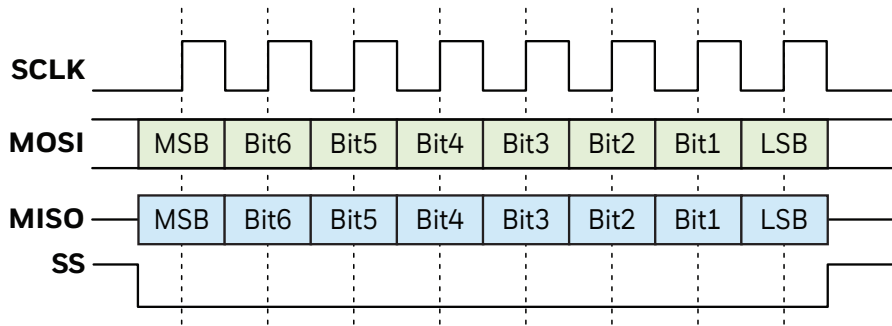 SCLK
MOSI MSB Bit6 Bit5 Bit4 Bit3 Bit2 Bit1 LSB
MISO MSB Bit6 Bit5 Bit4 Bit3 Bit2 Bit1 LSB
SS